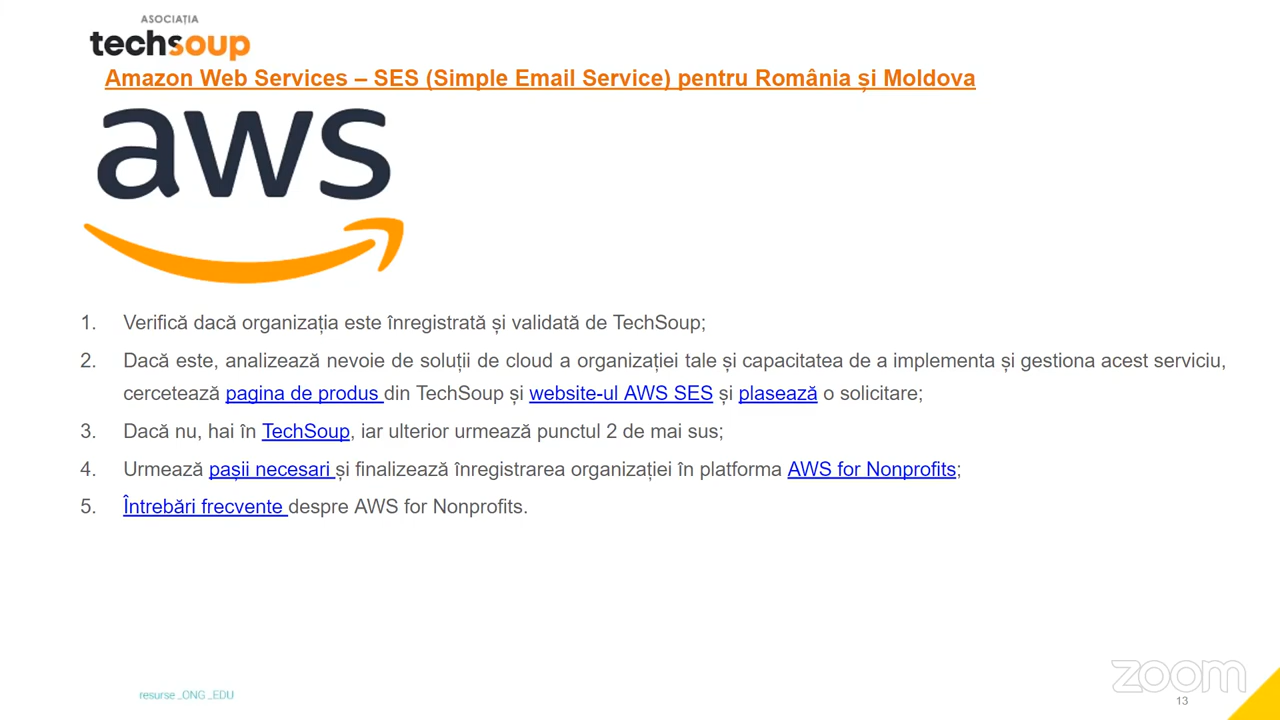 ASOCIAȚIA
techsoup
Amazon Web Services – SES (Simple Email Service) pentru România și Moldova
aws
1. Verifică dacă organizația este înregistrată și validată de TechSoup;
2. Dacă este, analizează nevoie de soluții de cloud a organizației tale și capacitatea de a implementa și gestiona acest serviciu,
cercetează pagina de produs din TechSoup și website-ul AWS SES și plasează o solicitare;
3. Dacă nu, hai în TechSoup, iar ulterior urmează punctul 2 de mai sus;
4. Urmează pașii necesari și finalizează înregistrarea organizației în platforma AWS for Nonprofits;
5. Întrebări frecvente despre AWS for Nonprofits.
zoom
resurse_ONG_EDU
13